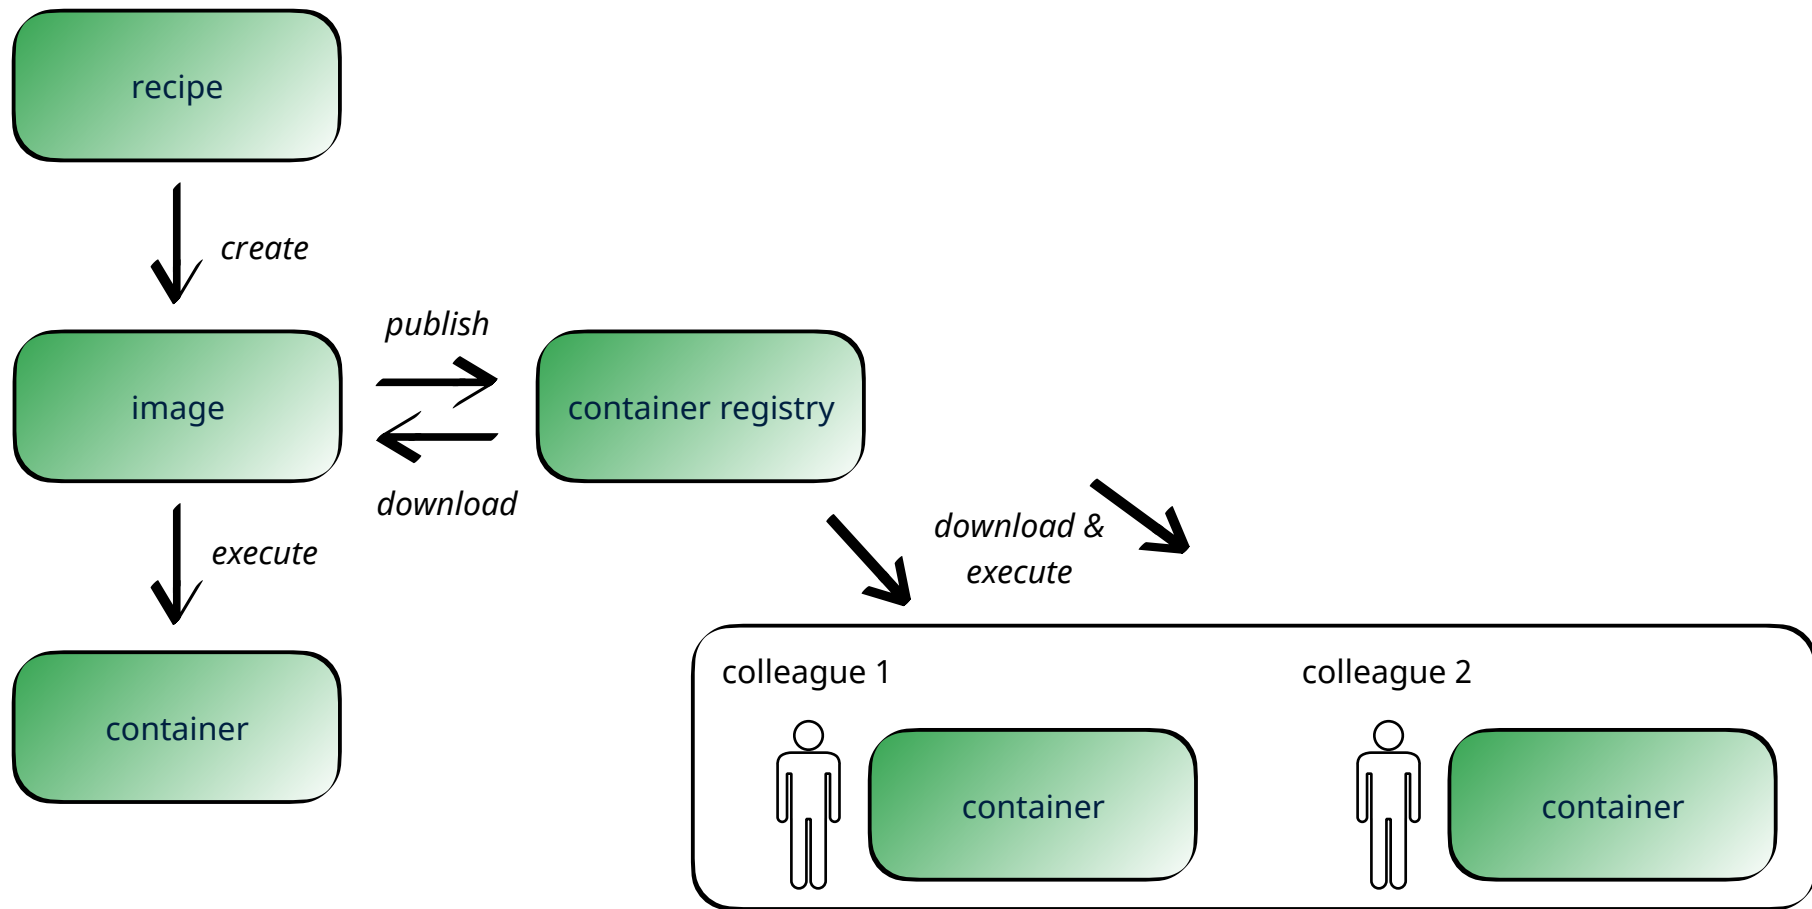 recipe
create
publish
image
container registry
download
execute
download &
execute
container
colleague 1
colleague 2
container
container